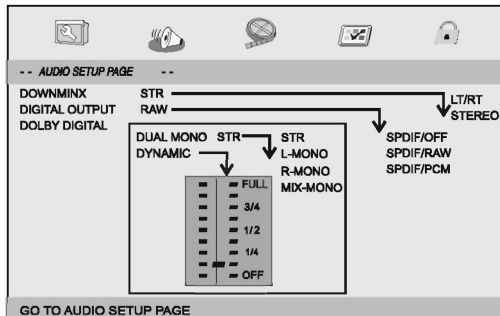 - - AUDIO SETUP PAGE - -
DOWNMINX STR LT/RT
STEREO
DIGITAL OUTPUT RAW SPDIF/OFF
SPDIF/RAW
SPDIF/PCM
DOLBY DIGITAL
DUAL MONO STR STR
L-MONO
R-MONO
MIX-MONO
DYNAMIC
FULL
3/4
1/2
1/4
OFF
GO TO AUDIO SETUP PAGE